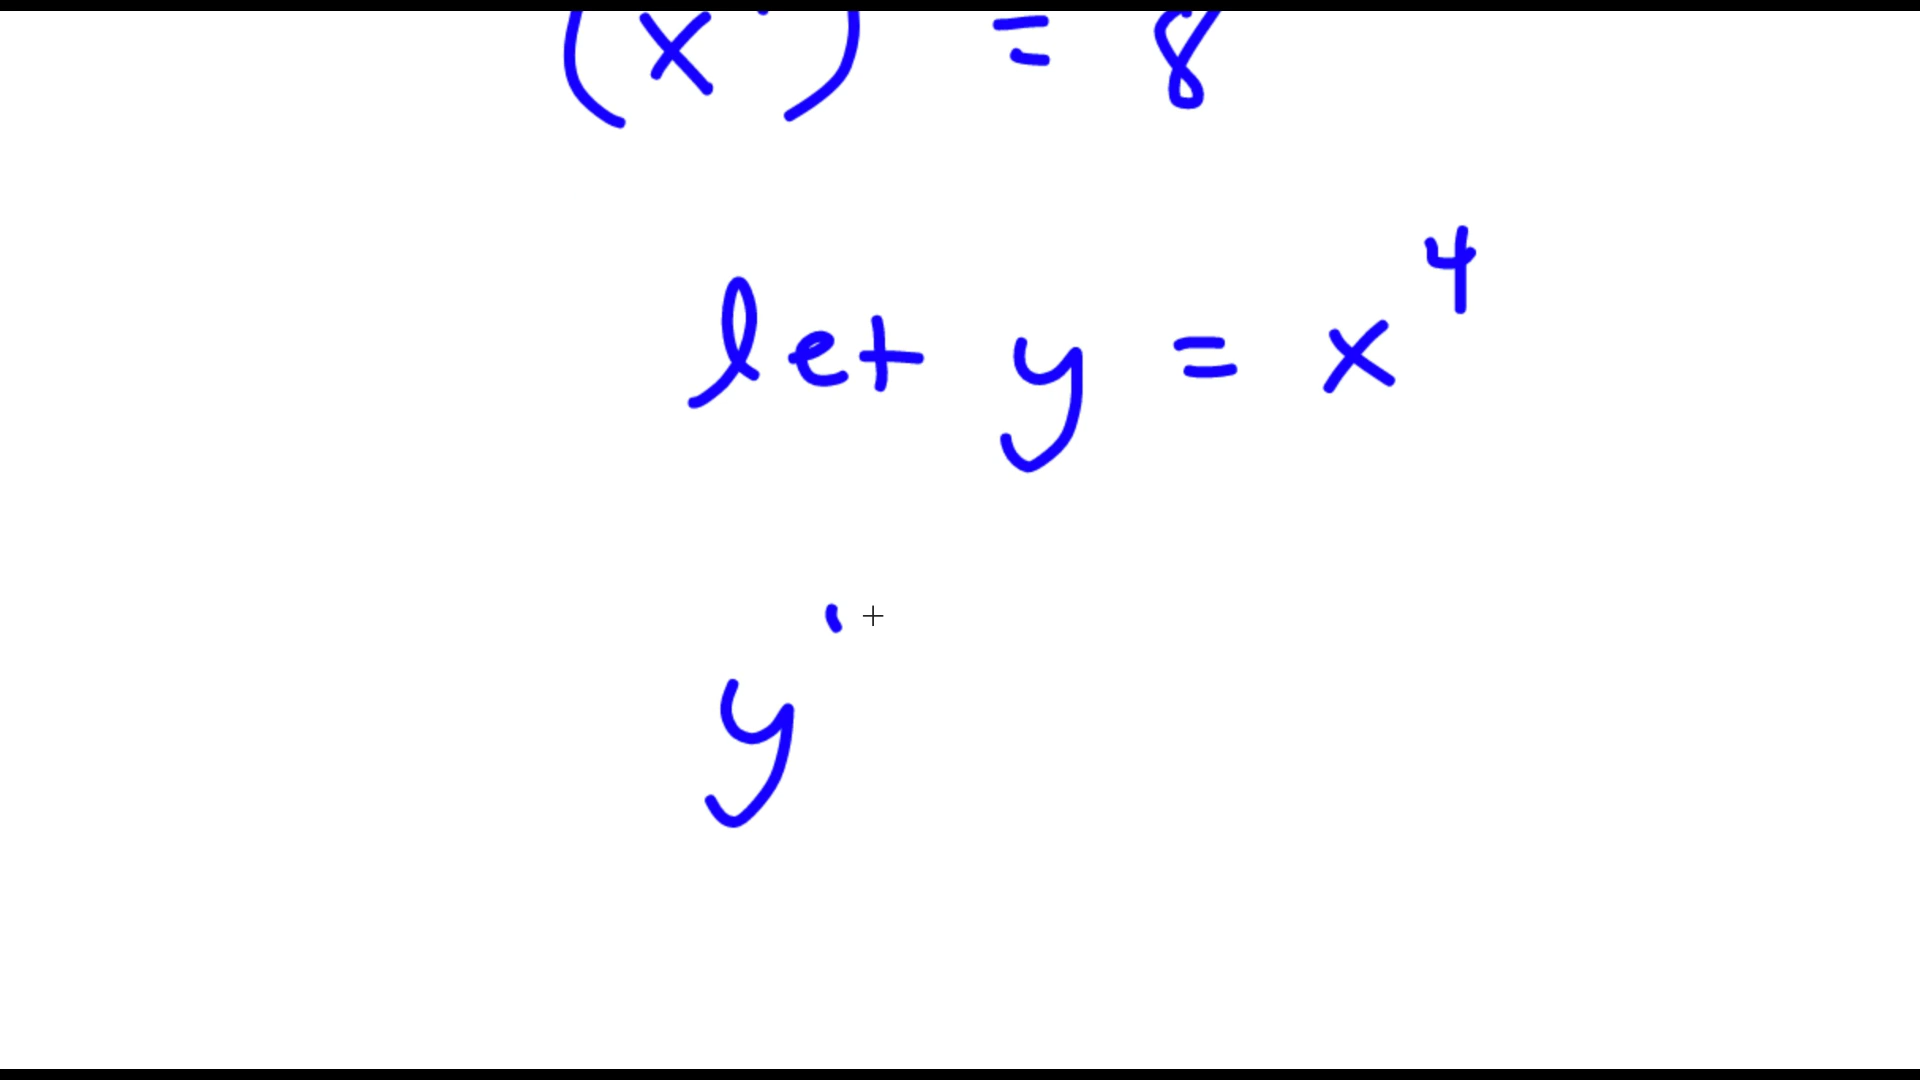 (x ) = 8
let y = x⁴
y